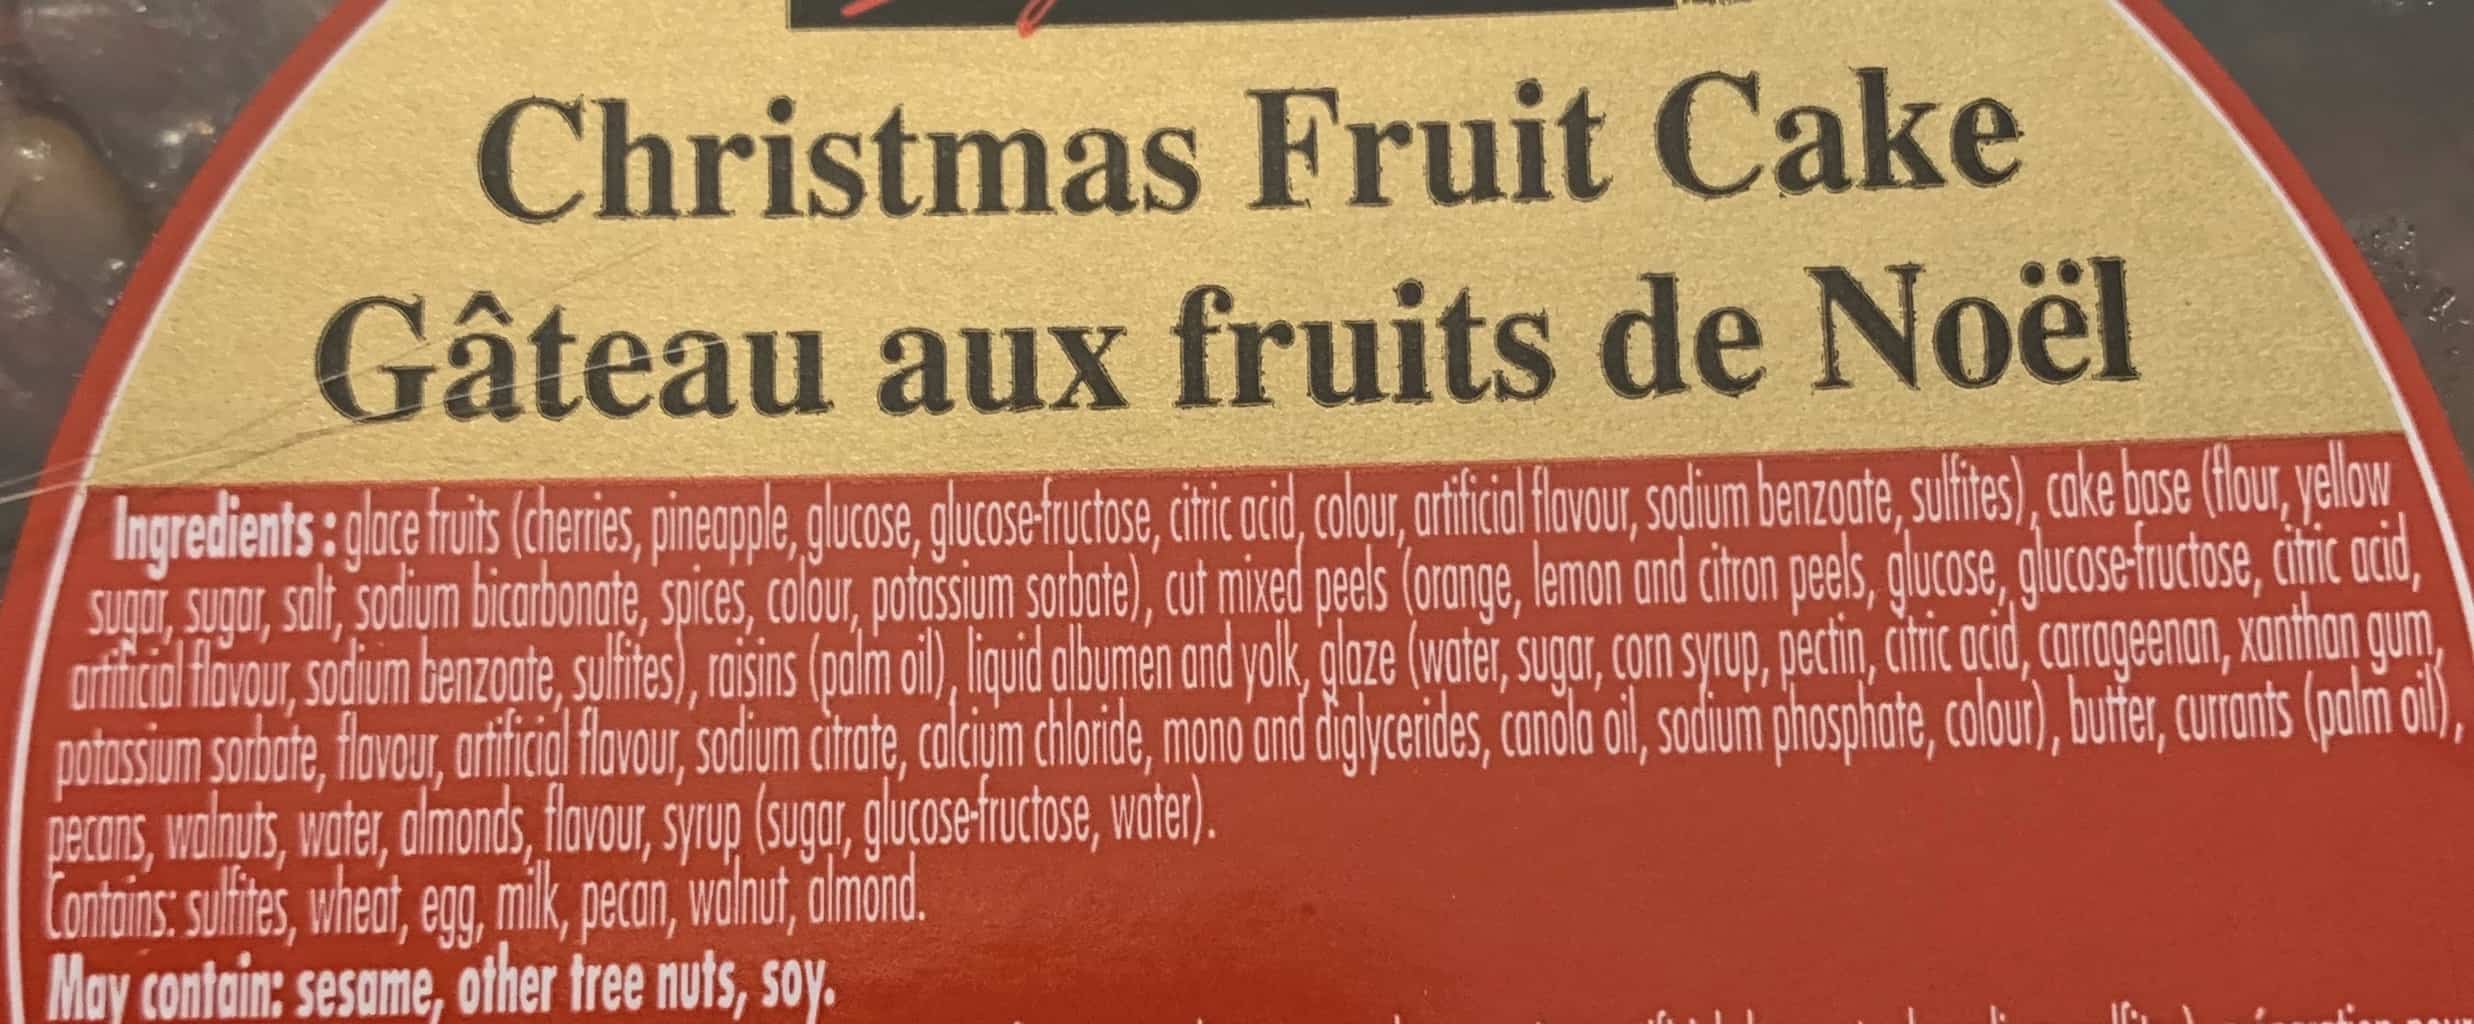 Christmas Fruit Cake
Gâteau aux fruits de Noël
Ingredients : glace fruits (cherries, pineapple, glucose, glucose-fructose, citric acid, colour, artificial flavour, sodium benzoate, sulfites), cake base (flour, yellow
sugar, sugar, salt, sodium bicarbonate, spices, colour, potassium sorbate), cut mixed peels (orange, lemon and citron peels, glucose, glucose-fructose, citric acid,
artificial flavour, sodium benzoate, sulfites), raisins (palm oil), liquid albumen and yolk, glaze (water, sugar, corn syrup, pectin, citric acid, carrageenan, xanthan gum,
potassium sorbate, flavour, artificial flavour, sodium citrate, calcium chloride, mono and diglycerides, canola oil, sodium phosphate, colour), butter, currants (palm oil),
pecans, walnuts, water, almonds, flavour, syrup (sugar, glucose-fructose, water).
Contains: sulfites, wheat, egg, milk, pecan, walnut, almond.
May contain: sesame, other tree nuts, soy.